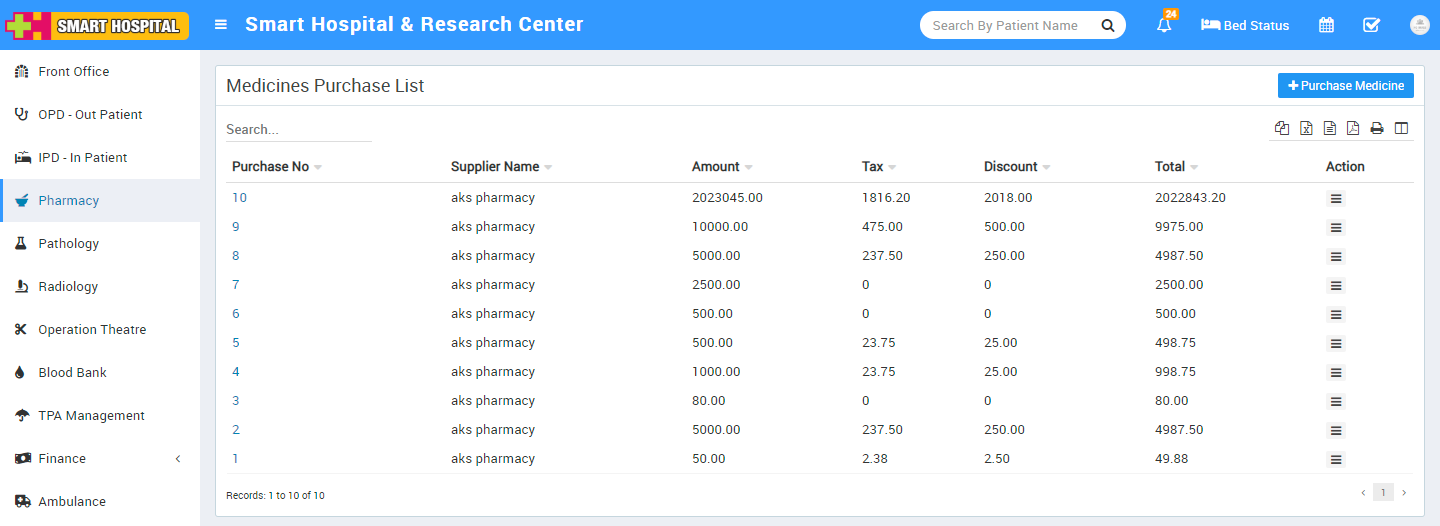 SMART HOSPITAL
Smart Hospital & Research Center
Search By Patient Name
24
Bed Status
Front Office
OPD - Out Patient
IPD - In Patient
Pharmacy
Pathology
Radiology
Operation Theatre
Blood Bank
TPA Management
Finance
Ambulance
Medicines Purchase List
Purchase Medicine
Search...
Purchase No Supplier Name Amount Tax Discount Total Action
10 aks pharmacy 2023045.00 1816.20 2018.00 2022843.20
9 aks pharmacy 10000.00 475.00 500.00 9975.00
8 aks pharmacy 5000.00 237.50 250.00 4987.50
7 aks pharmacy 2500.00 0 0 2500.00
6 aks pharmacy 500.00 0 0 500.00
5 aks pharmacy 500.00 23.75 25.00 498.75
4 aks pharmacy 1000.00 23.75 25.00 998.75
3 aks pharmacy 80.00 0 0 80.00
2 aks pharmacy 5000.00 237.50 250.00 4987.50
1 aks pharmacy 50.00 2.38 2.50 49.88
Records: 1 to 10 of 10
1